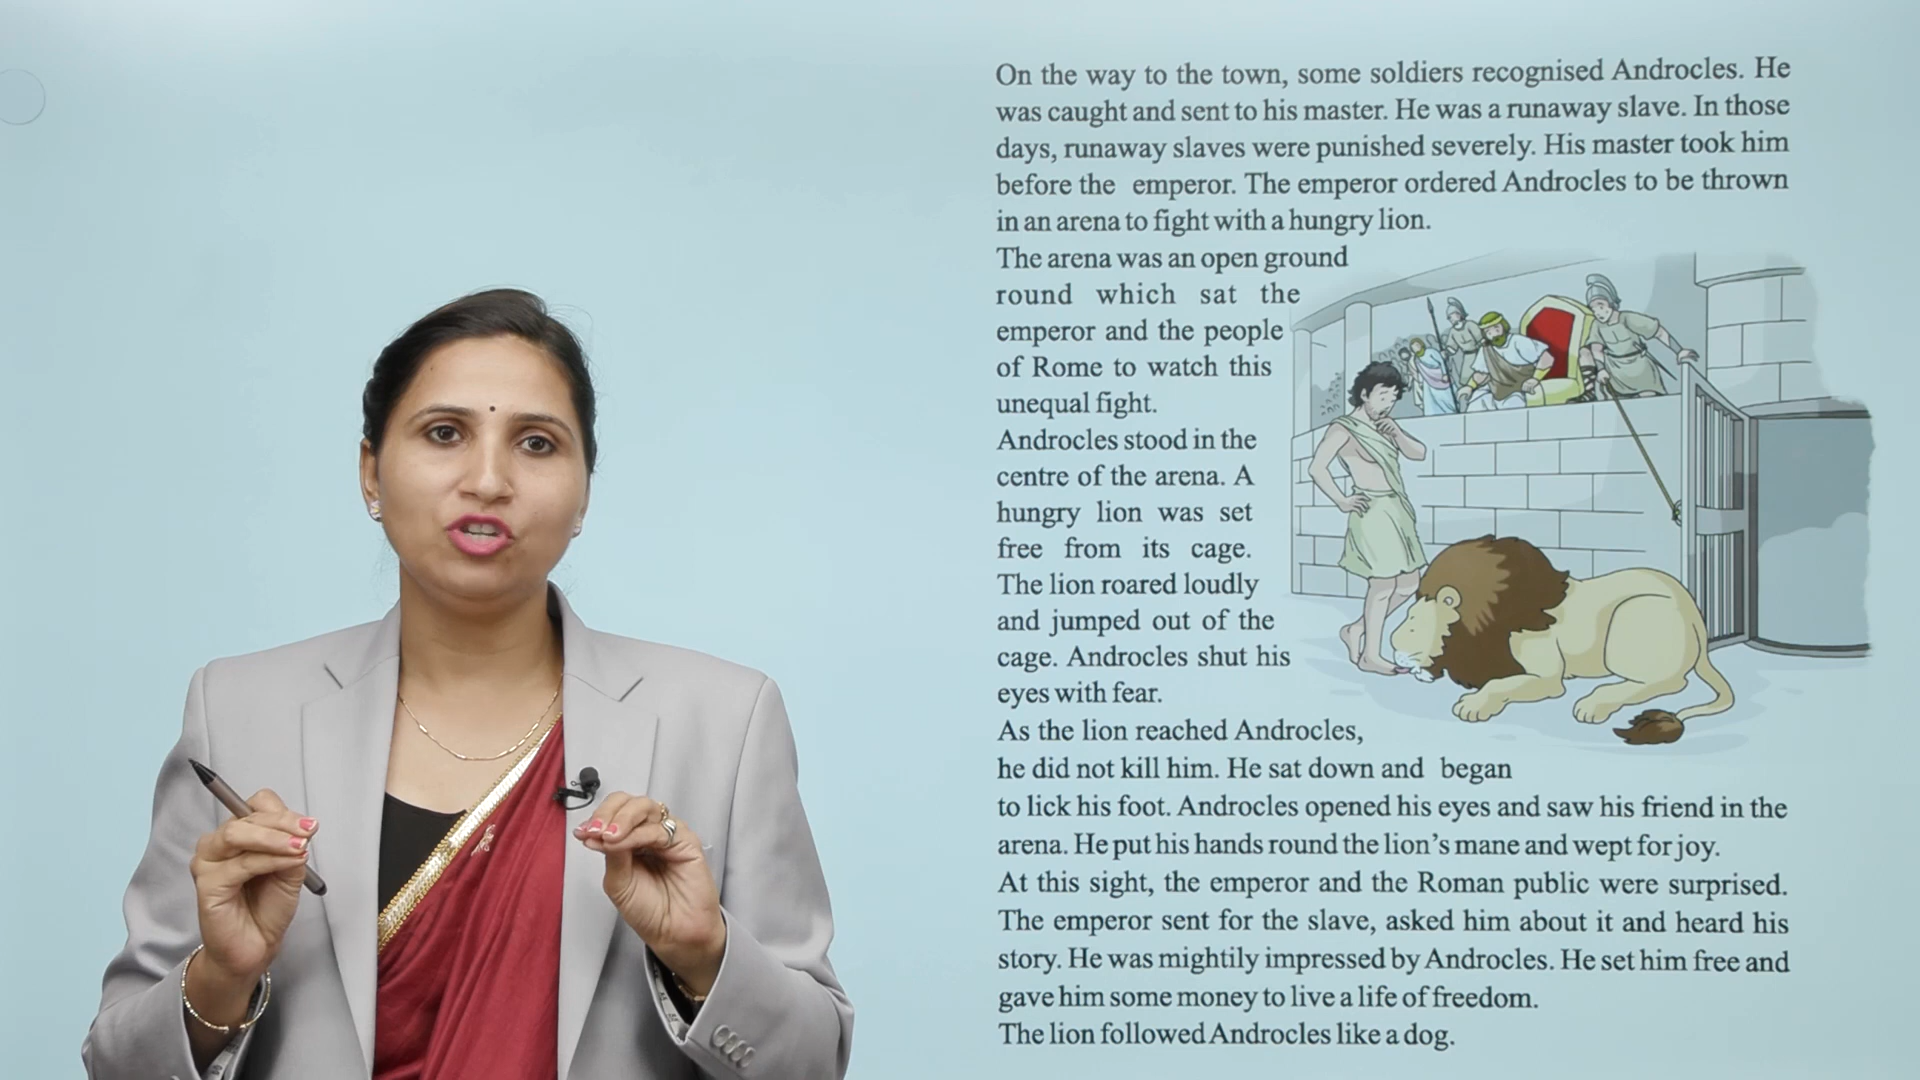 On the way to the town, some soldiers recognised Androcles. He
was caught and sent to his master. He was a runaway slave. In those
days, runaway slaves were punished severely. His master took him
before the emperor. The emperor ordered Androcles to be thrown
in an arena to fight with a hungry lion.
The arena was an open ground
round which sat the
emperor and the people
of Rome to watch this
unequal fight.
Androcles stood in the
centre of the arena. A
hungry lion was set
free from its cage.
The lion roared loudly
and jumped out of the
cage. Androcles shut his
eyes with fear.
As the lion reached Androcles,
he did not kill him. He sat down and began
to lick his foot. Androcles opened his eyes and saw his friend in the
arena. He put his hands round the lion's mane and wept for joy.
At this sight, the emperor and the Roman public were surprised.
The emperor sent for the slave, asked him about it and heard his
story. He was mightily impressed by Androcles. He set him free and
gave him some money to live a life of freedom.
The lion followed Androcles like a dog.